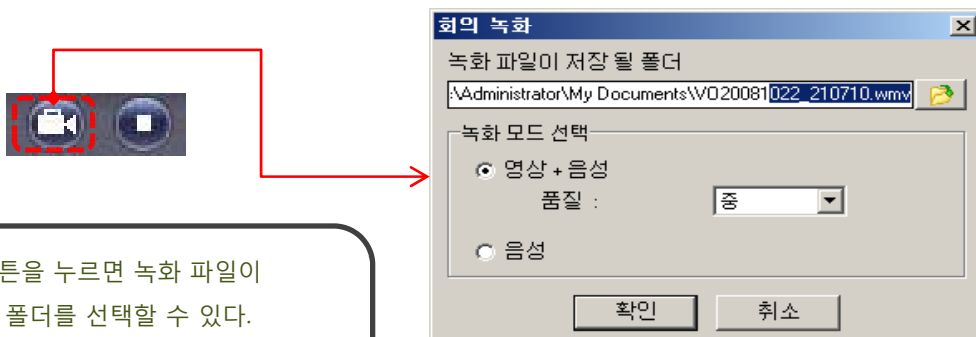 회의 녹화
녹화 파일이 저장 될 폴더
:\Administrator\My Documents\VO20081022_210710.wmv
녹화 모드 선택
영상 + 음성
품질 :
중
음성
확인
취소
튼을 누르면 녹화 파일이
폴더를 선택할 수 있다.